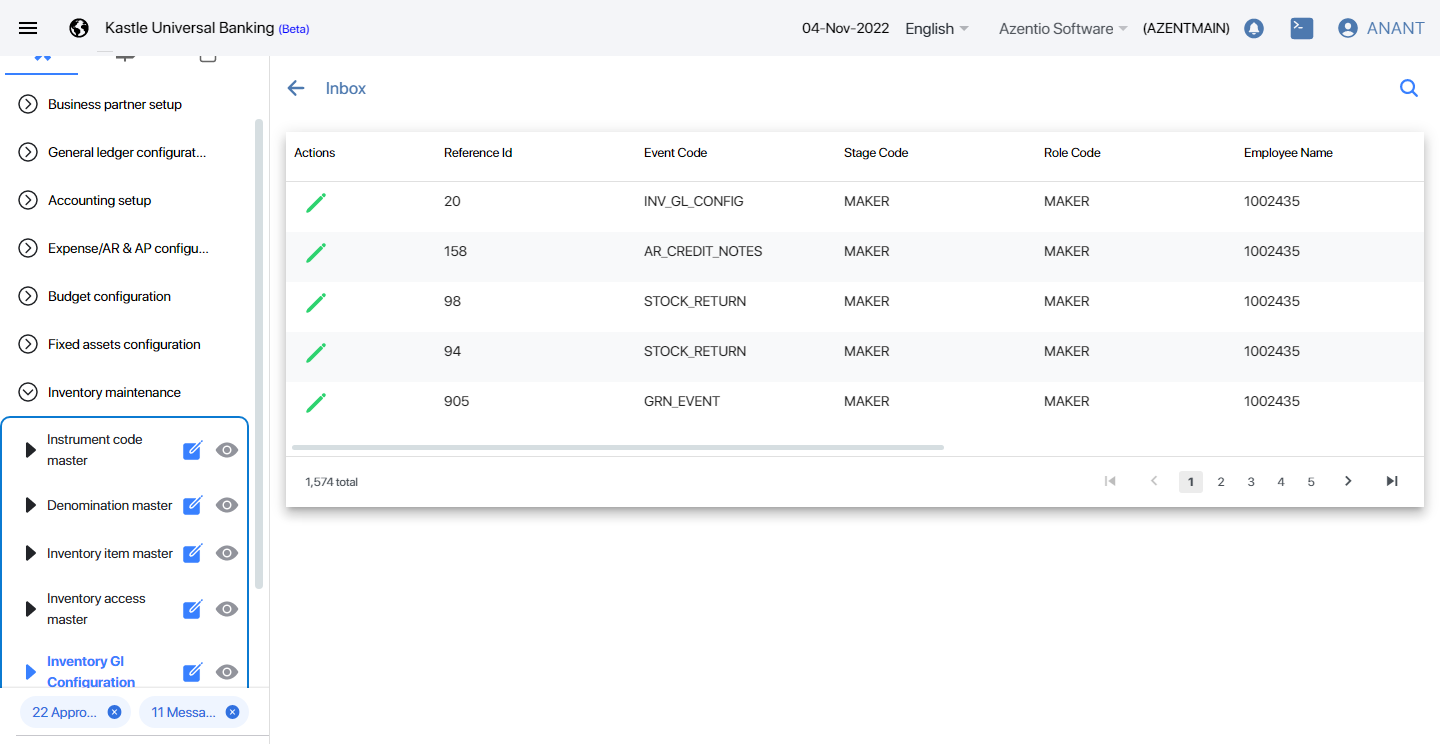 Kastle Universal Banking (Beta)
04-Nov-2022 English Azentio Software (AZENTMAIN) ANANT
Business partner setup
General ledger configurat...
Accounting setup
Expense/AR & AP configu...
Budget configuration
Fixed assets configuration
Inventory maintenance
Instrument code
master
Denomination master
Inventory item master
Inventory access
master
Inventory Gl
Configuration
22 Appro... 11 Messa...
Inbox
Actions Reference Id Event Code Stage Code Role Code Employee Name
20 INV_GL_CONFIG MAKER MAKER 1002435
158 AR_CREDIT_NOTES MAKER MAKER 1002435
98 STOCK_RETURN MAKER MAKER 1002435
94 STOCK_RETURN MAKER MAKER 1002435
905 GRN_EVENT MAKER MAKER 1002435
1,574 total 1 2 3 4 5